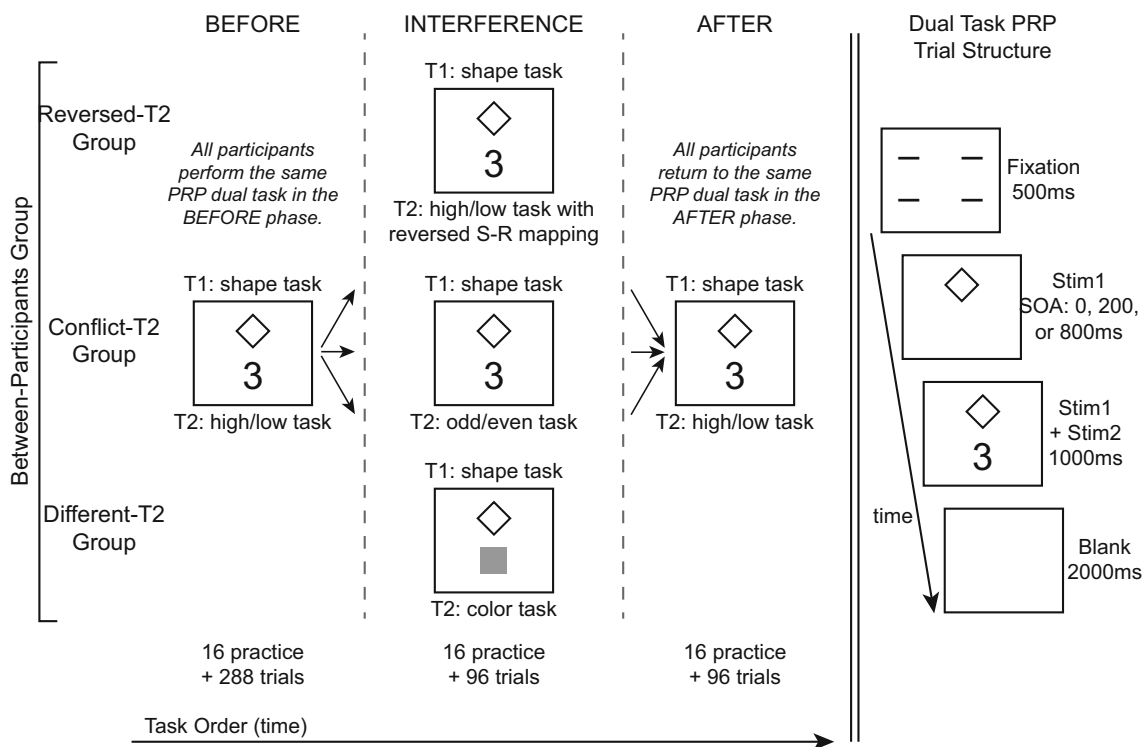 BEFORE
INTERFERENCE
AFTER
Dual Task PRP
Trial Structure
Between-Participants Group
Reversed-T2
Group
Conflict-T2
Group
Different-T2
Group
All participants
perform the same
PRP dual task in the
BEFORE phase.
T1: shape task
3
T2: high/low task
16 practice
+ 288 trials
T1: shape task
3
T2: high/low task with
reversed S-R mapping
T1: shape task
3
T2: odd/even task
T1: shape task
T2: color task
16 practice
+ 96 trials
All participants
return to the same
PRP dual task in the
AFTER phase.
T1: shape task
3
T2: high/low task
16 practice
+ 96 trials
Fixation
500ms
Stim1
SOA: 0, 200,
or 800ms
3
Stim1
+ Stim2
1000ms
time
Blank
2000ms
Task Order (time)